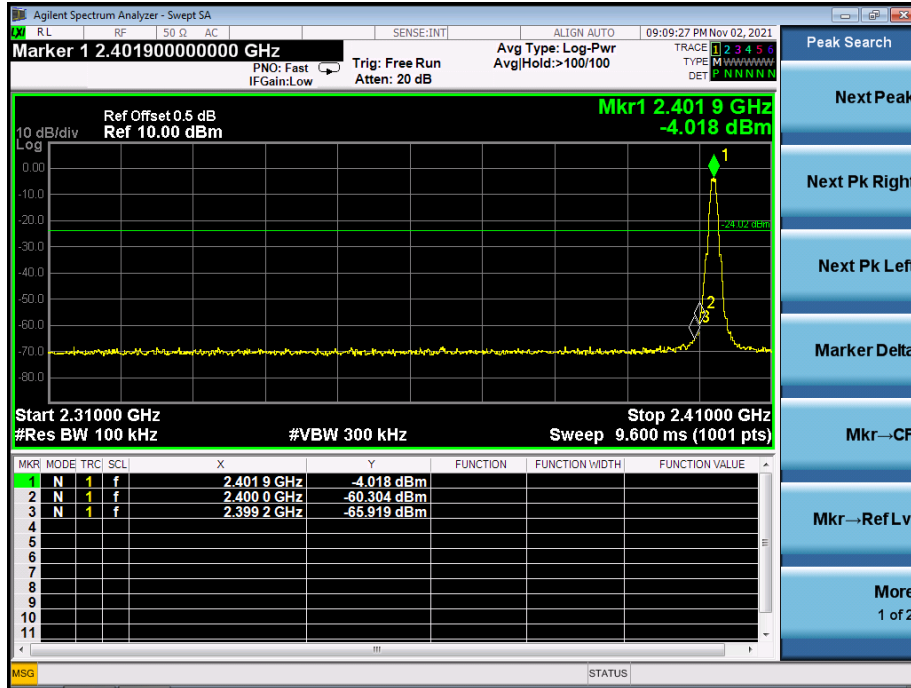 Agilent Spectrum Analyzer - Swept SA
LXI RL RF 50 Ω AC SENSE:INT ALIGN AUTO 09:09:27 PM Nov 02, 2021
Marker 1 2.401900000000 GHz
PNO: Fast
IFGain:Low
Trig: Free Run
Atten: 20 dB
Avg Type: Log-Pwr
Avg|Hold:>100/100
TRACE 1 2 3 4 5 6
TYPE M WWWWW
DET P N N N N N
Peak Search
Next Peak
Next Pk Right
Next Pk Left
Marker Delta
Mkr→CF
Mkr→Ref Lv
More
1 of 2
Mkr1 2.401 9 GHz
-4.018 dBm
Ref Offset 0.5 dB
10 dB/div Ref 10.00 dBm
Log
0.00
-10.0
-20.0
-30.0
-40.0
-50.0
-60.0
-70.0
-80.0
1
-24.02 dBm
2
3
Start 2.31000 GHz Stop 2.41000 GHz
#Res BW 100 kHz #VBW 300 kHz Sweep 9.600 ms (1001 pts)
MKR MODE TRC SCL X Y FUNCTION FUNCTION WIDTH FUNCTION VALUE
1 N 1 f 2.401 9 GHz -4.018 dBm
2 N 1 f 2.400 0 GHz -60.304 dBm
3 N 1 f 2.399 2 GHz -65.919 dBm
4
5
6
7
8
9
10
11
MSG STATUS